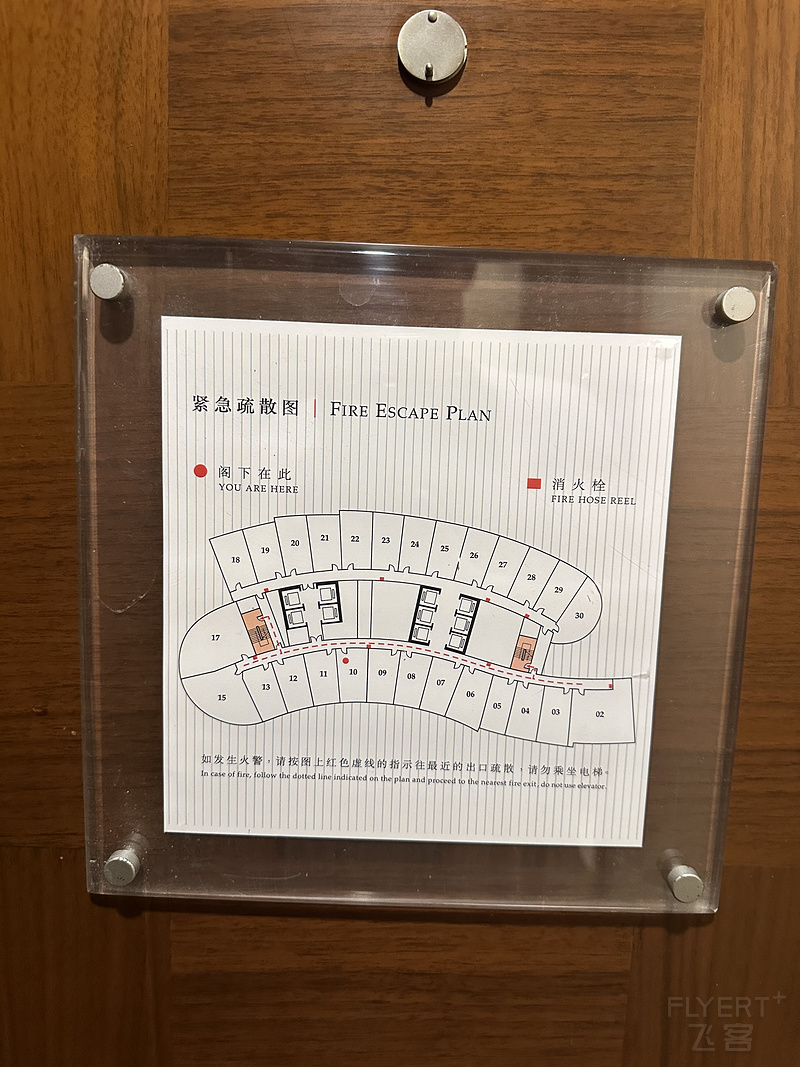 紧急疏散图 | FIRE ESCAPE PLAN
阁下在此
YOU ARE HERE
消火栓
FIRE HOSE REEL
18 19 20 21 22 23 24 25 26 27 28 29 30
17
15 13 12 11 10 09 08 07 06 05 04 03 02
如发生火警，请按图上红色虚线的指示往最近的出口疏散，请勿乘坐电梯。
In case of fire, follow the dotted line indicated on the plan and proceed to the nearest fire exit, do not use elevator.
FLYERT+
飞客